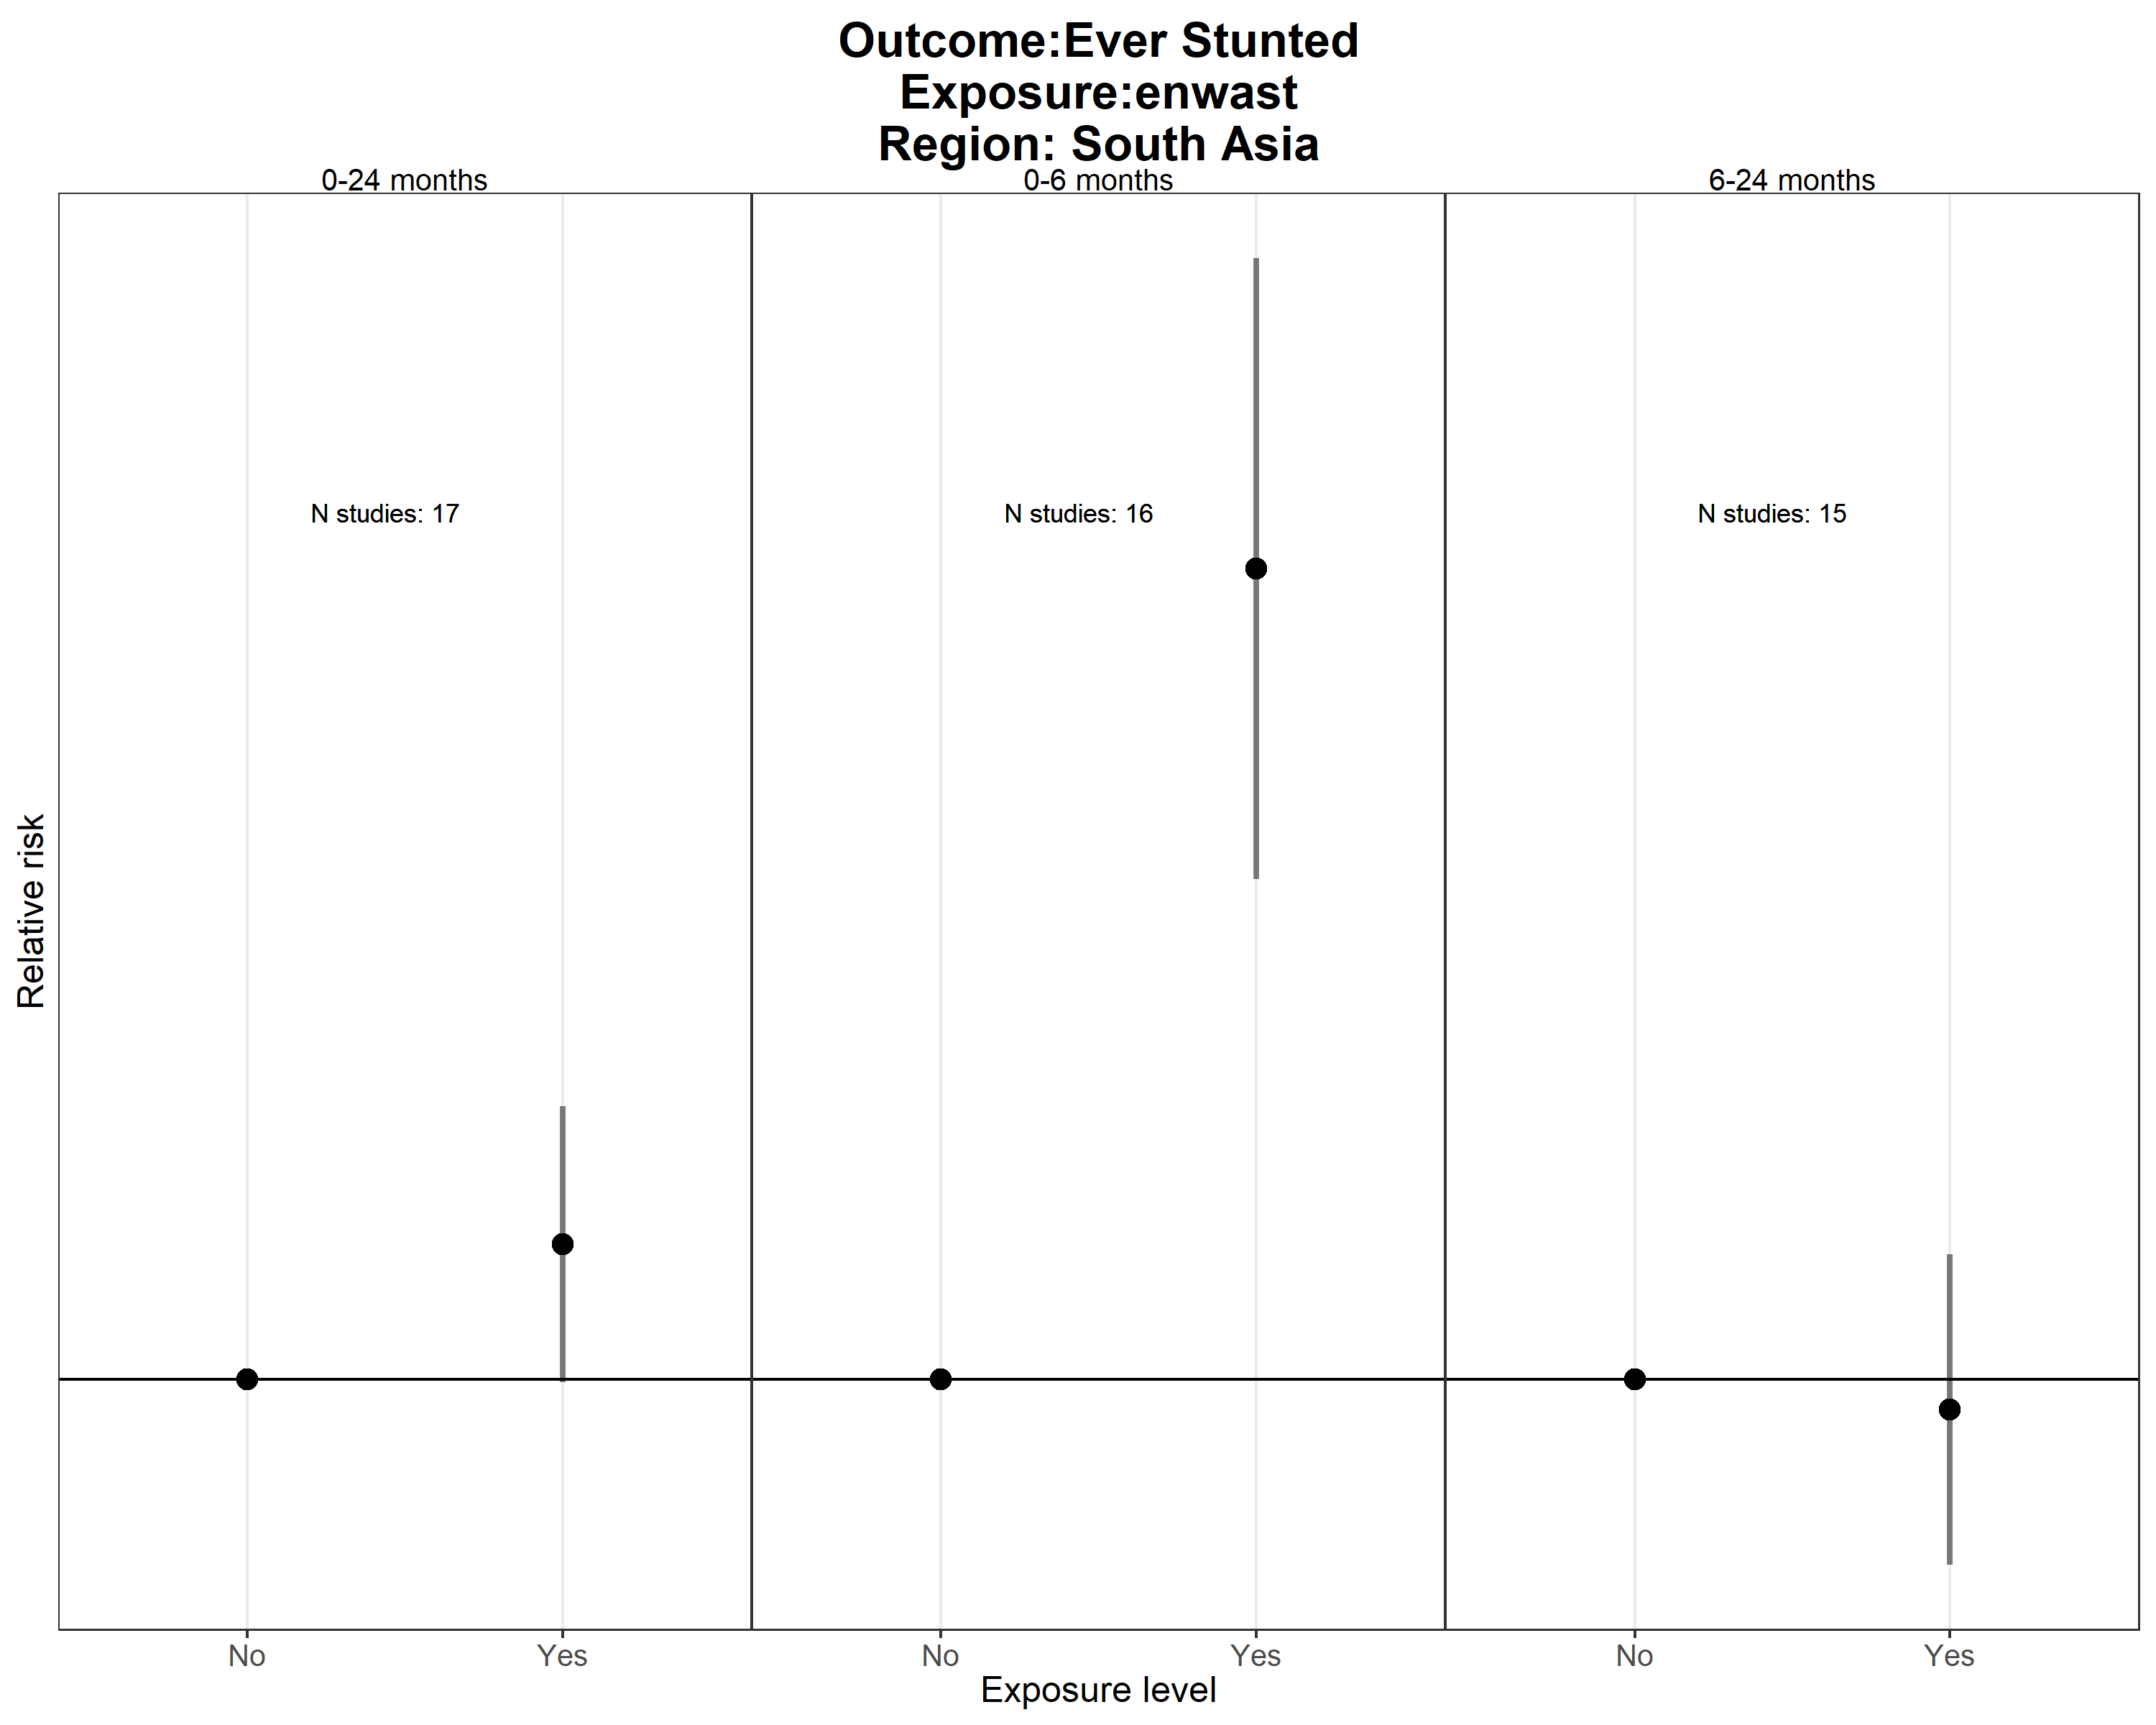 Outcome:Ever Stunted
Exposure:enwast
Region: South Asia
0-24 months
0-6 months
6-24 months
N studies: 17
N studies: 16
N studies: 15
Relative risk
No
Yes
No
Yes
No
Yes
Exposure level